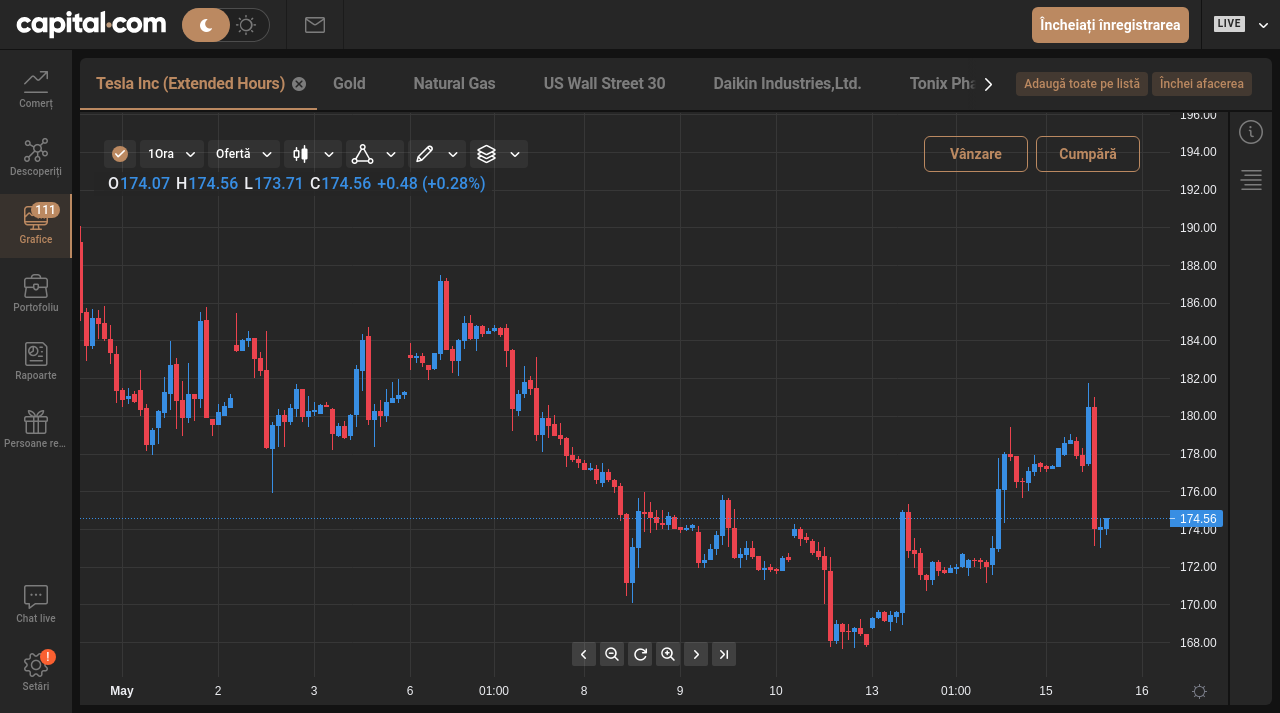 capital.com
Încheiați înregistrarea
LIVE
Comerț
Descoperiți
111
Grafice
Portofoliu
Rapoarte
Persoane re...
Chat live
!
Setări
Tesla Inc (Extended Hours) Gold Natural Gas US Wall Street 30 Daikin Industries,Ltd. Tonix Pha
Adaugă toate pe listă Închei afacerea
1Ora Ofertă
Vânzare Cumpără
O174.07 H174.56 L173.71 C174.56 +0.48 (+0.28%)
196.00
194.00
192.00
190.00
188.00
186.00
184.00
182.00
180.00
178.00
176.00
174.56
174.00
172.00
170.00
168.00
May 2 3 6 01:00 8 9 10 13 01:00 15 16